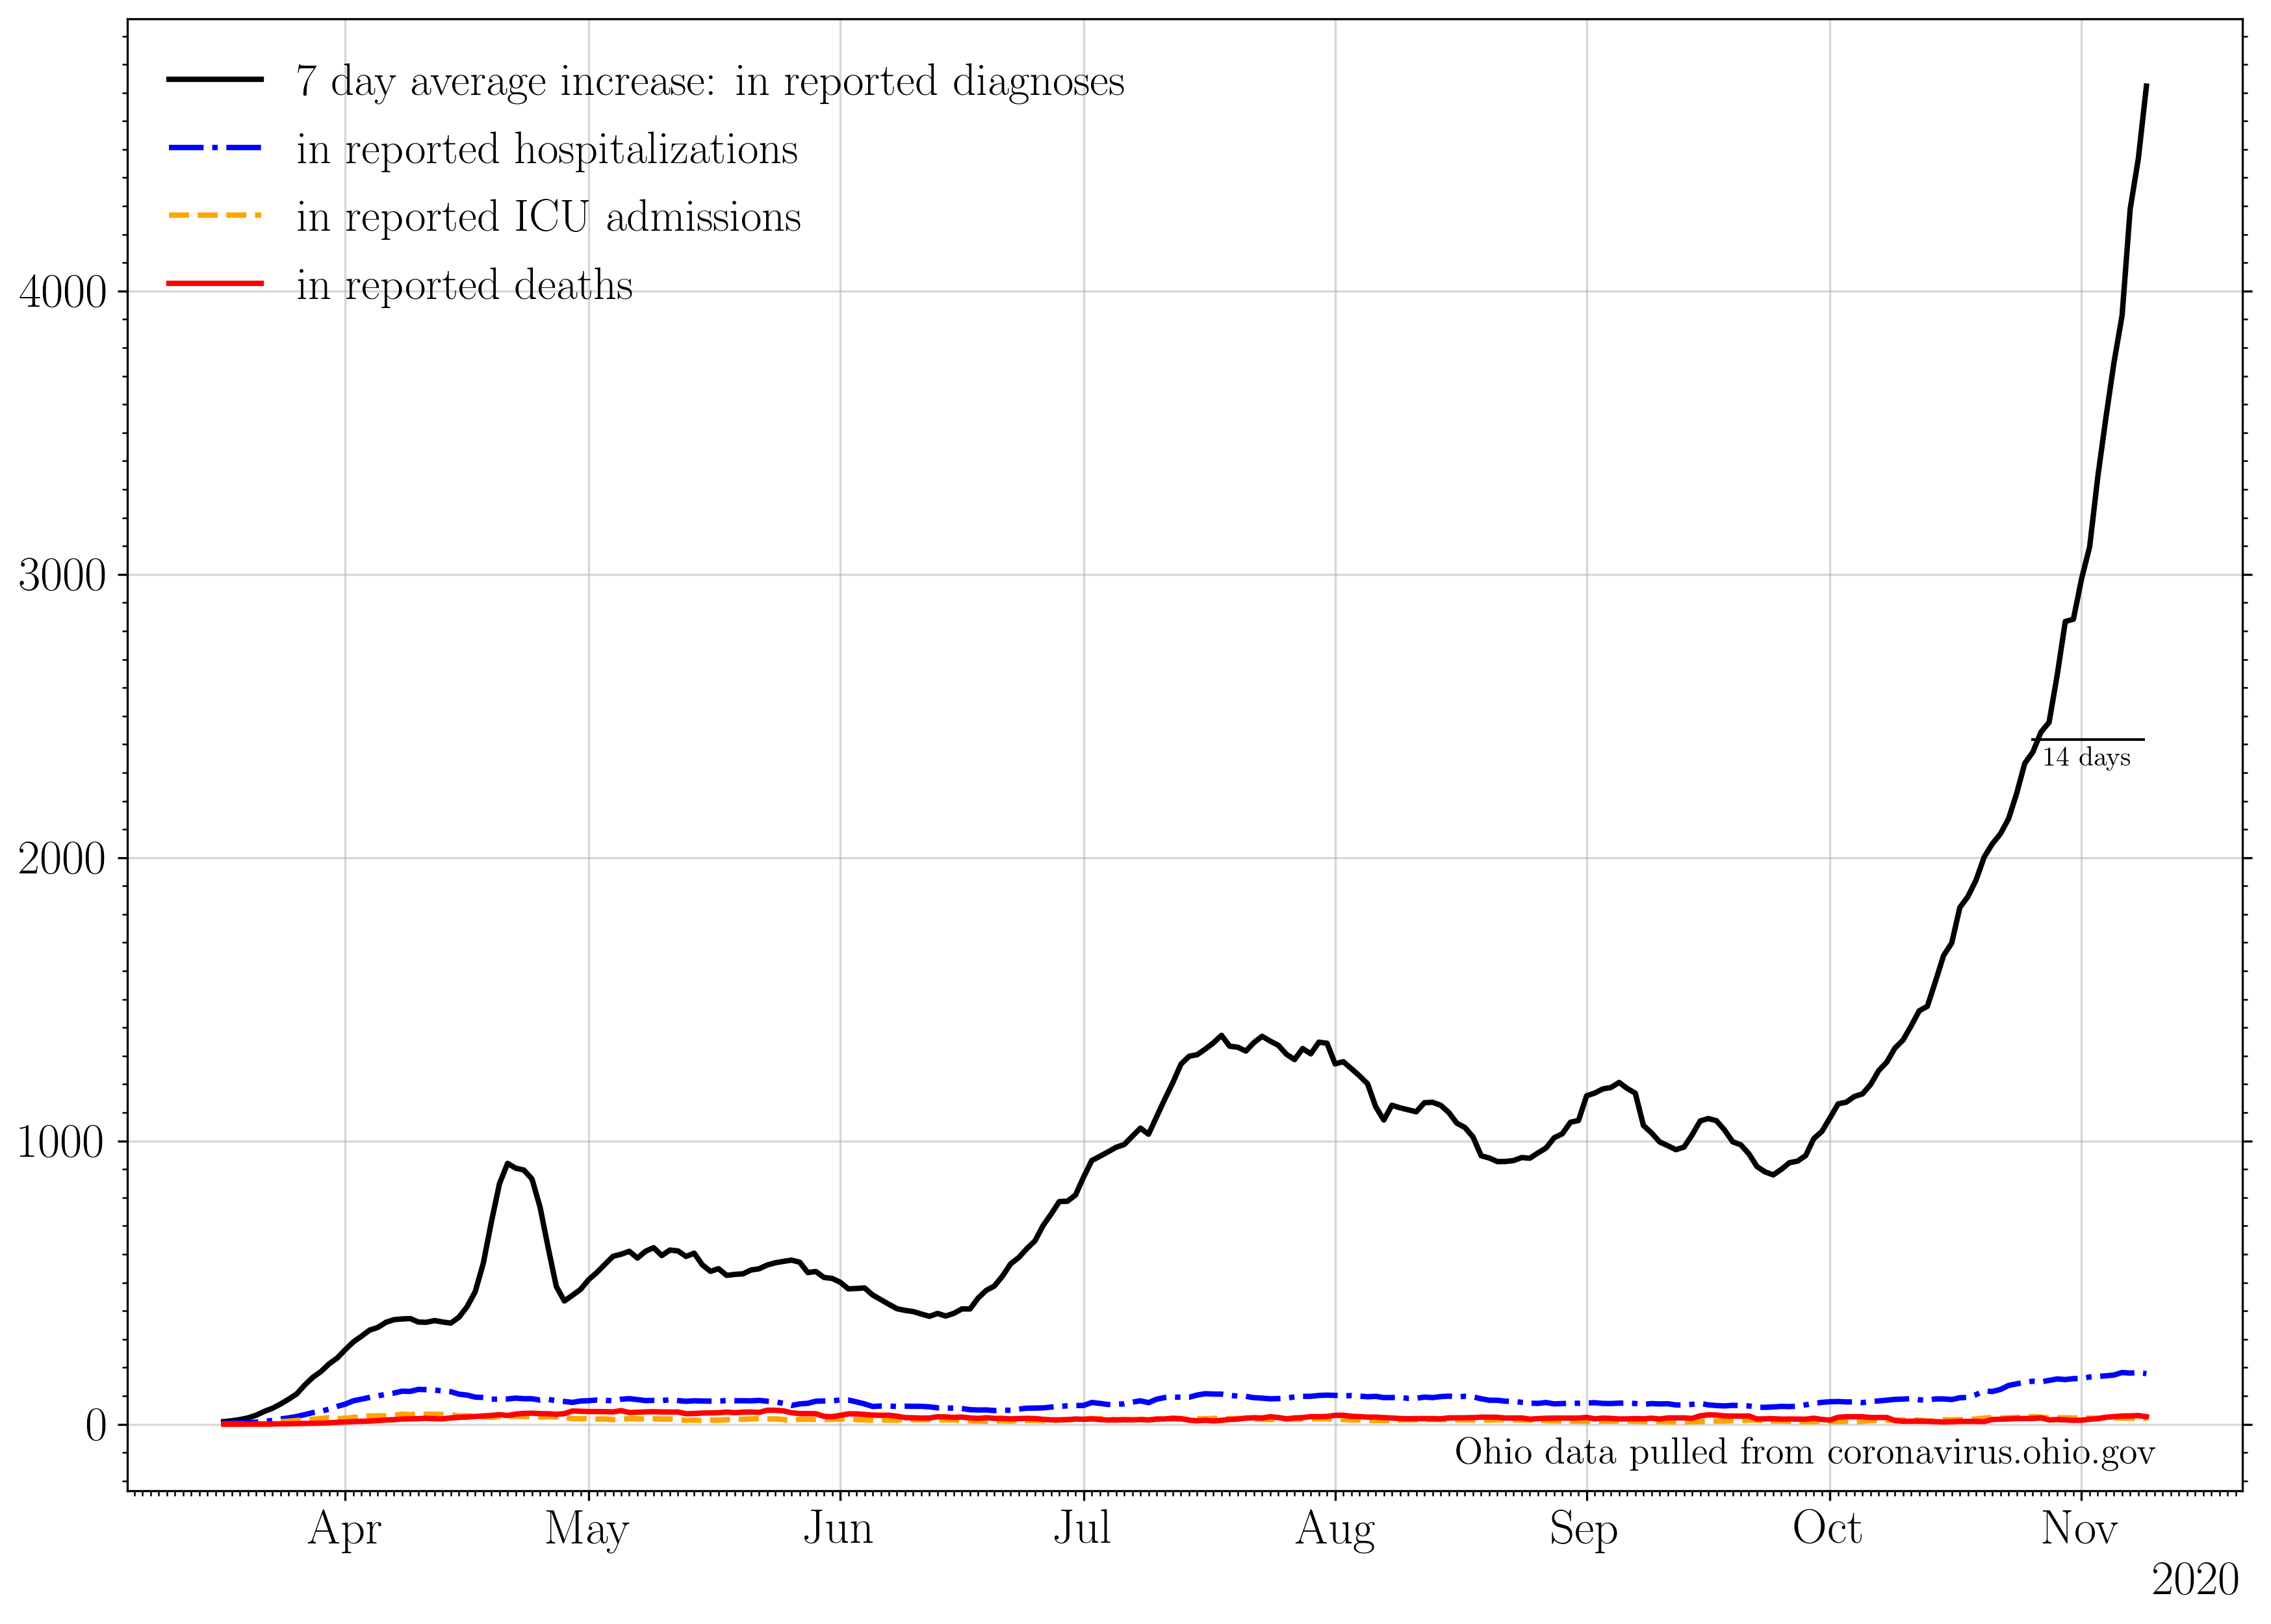 7 day average increase: in reported diagnoses
in reported hospitalizations
in reported ICU admissions
in reported deaths
4000
3000
14 days
2000
1000
0
Ohio data pulled from coronavirus.ohio.gov
Apr May Jun Jul Aug Sep Oct Nov
2020